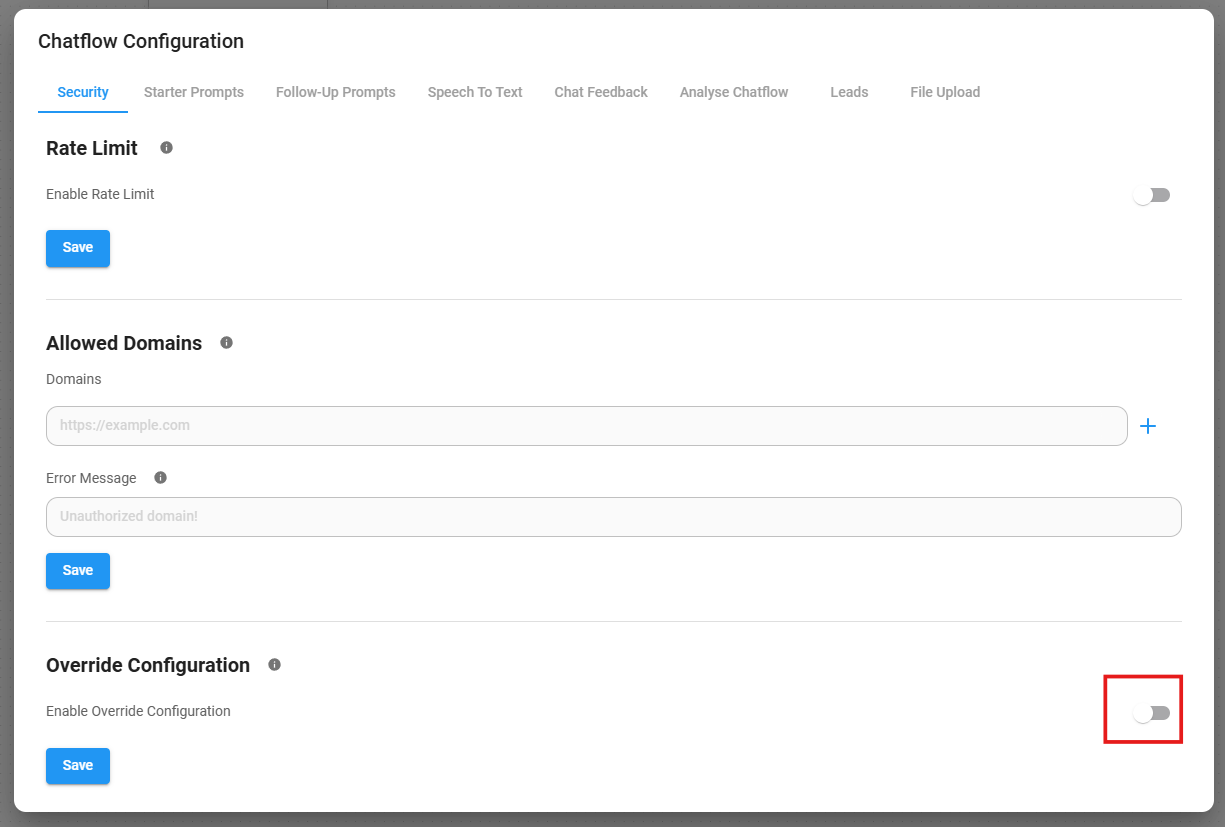 Chatflow Configuration
Security Starter Prompts Follow-Up Prompts Speech To Text Chat Feedback Analyse Chatflow Leads File Upload
Rate Limit
Enable Rate Limit
Save
Allowed Domains
Domains
https://example.com
Error Message
Unauthorized domain!
Save
Override Configuration
Enable Override Configuration
Save